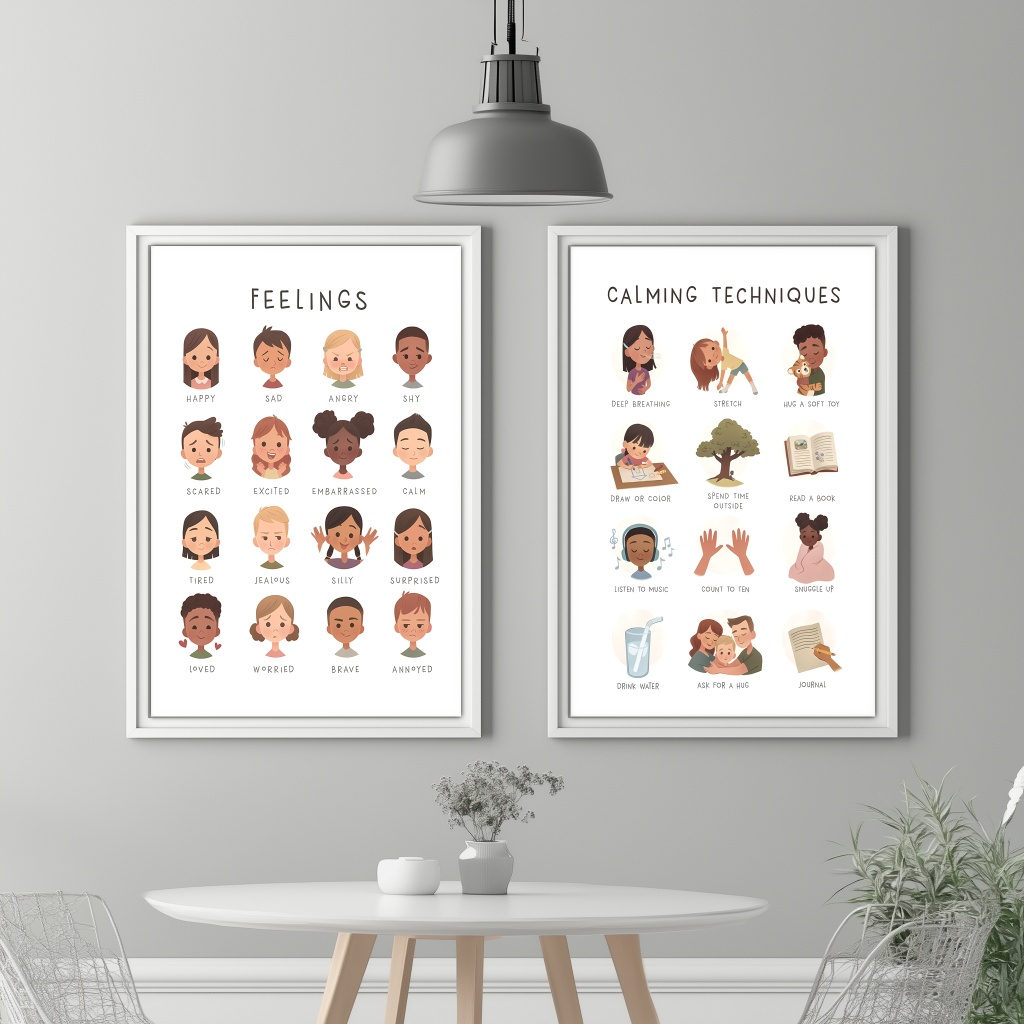 FEELINGS
HAPPY SAD ANGRY SHY
SCARED EXCITED EMBARRASSED CALM
TIRED JEALOUS SILLY SURPRISED
LOVED WORRIED BRAVE ANNOYED
CALMING TECHNIQUES
DEEP BREATHING STRETCH HUG A SOFT TOY
DRAW OR COLOR SPEND TIME READ A BOOK
OUTSIDE
LISTEN TO MUSIC COUNT TO TEN SNUGGLE UP
DRINK WATER ASK FOR A HUG JOURNAL